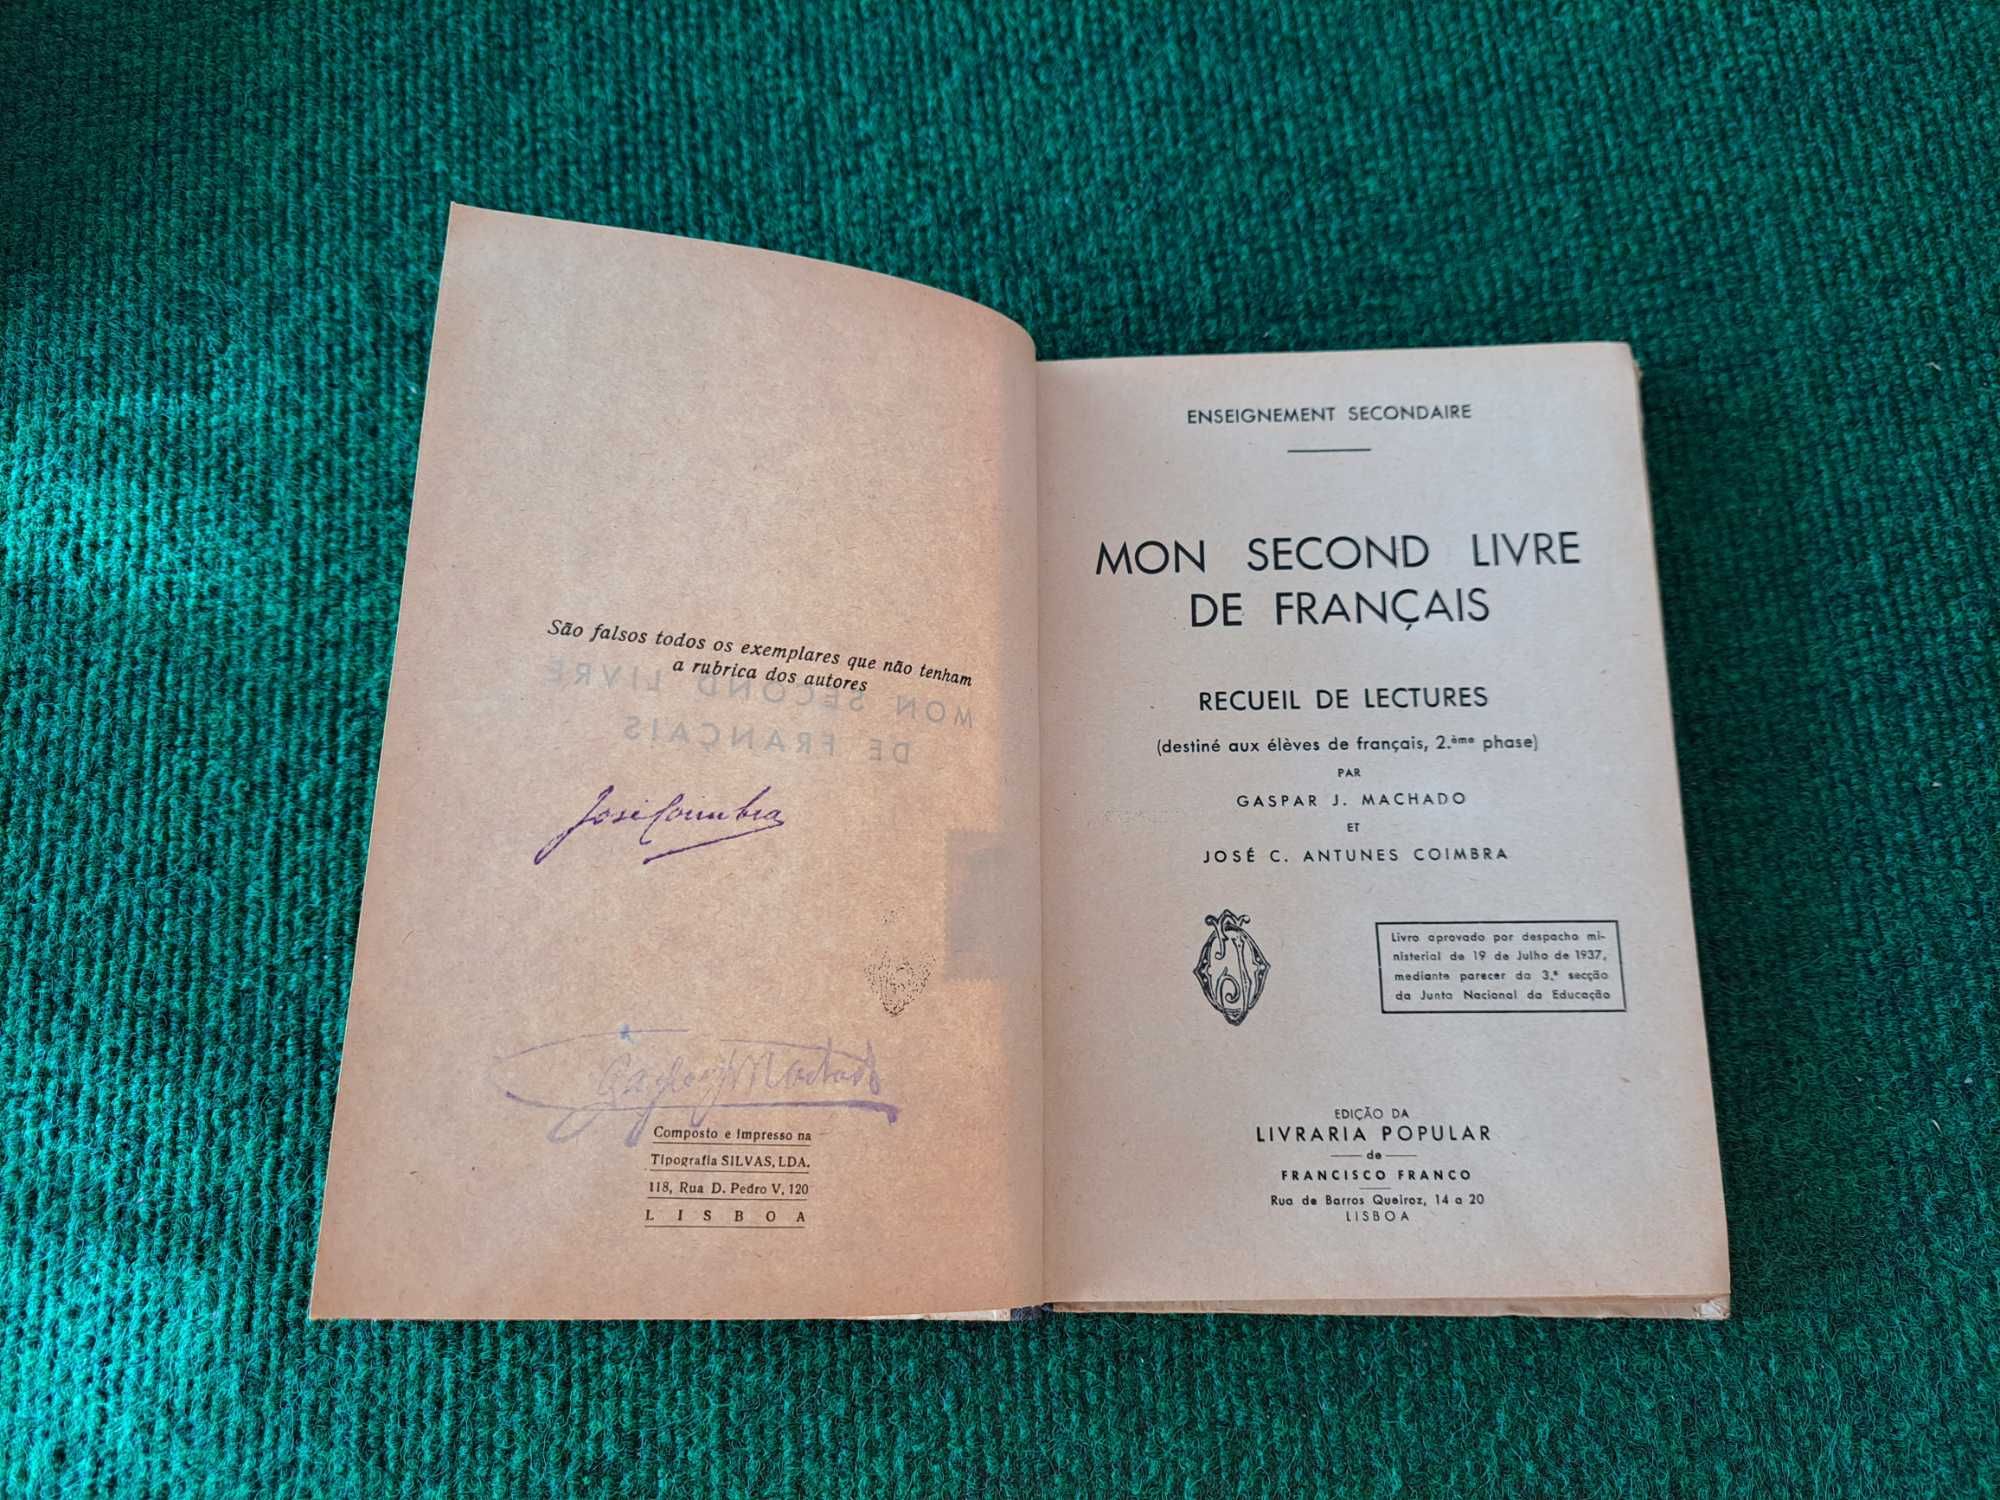 São falsos todos os exemplares que não tenham
a rubrica dos autores
José Coimbra
Gaspar J Machado
Composto e impresso na
Tipografia SILVAS, LDA.
118, Rua D. Pedro V, 120
LISBOA
ENSEIGNEMENT SECONDAIRE
MON SECOND LIVRE
DE FRANÇAIS
RECUEIL DE LECTURES
(destiné aux élèves de français, 2.ème phase)
PAR
GASPAR J. MACHADO
ET
JOSÉ C. ANTUNES COIMBRA
Livro aprovado por despacho mi-
nisterial de 19 de Julho de 1937,
mediante parecer da 3.ª secção
da Junta Nacional da Educação
EDIÇÃO DA
LIVRARIA POPULAR
de
FRANCISCO FRANCO
Rua de Barros Queiroz, 14 a 20
LISBOA